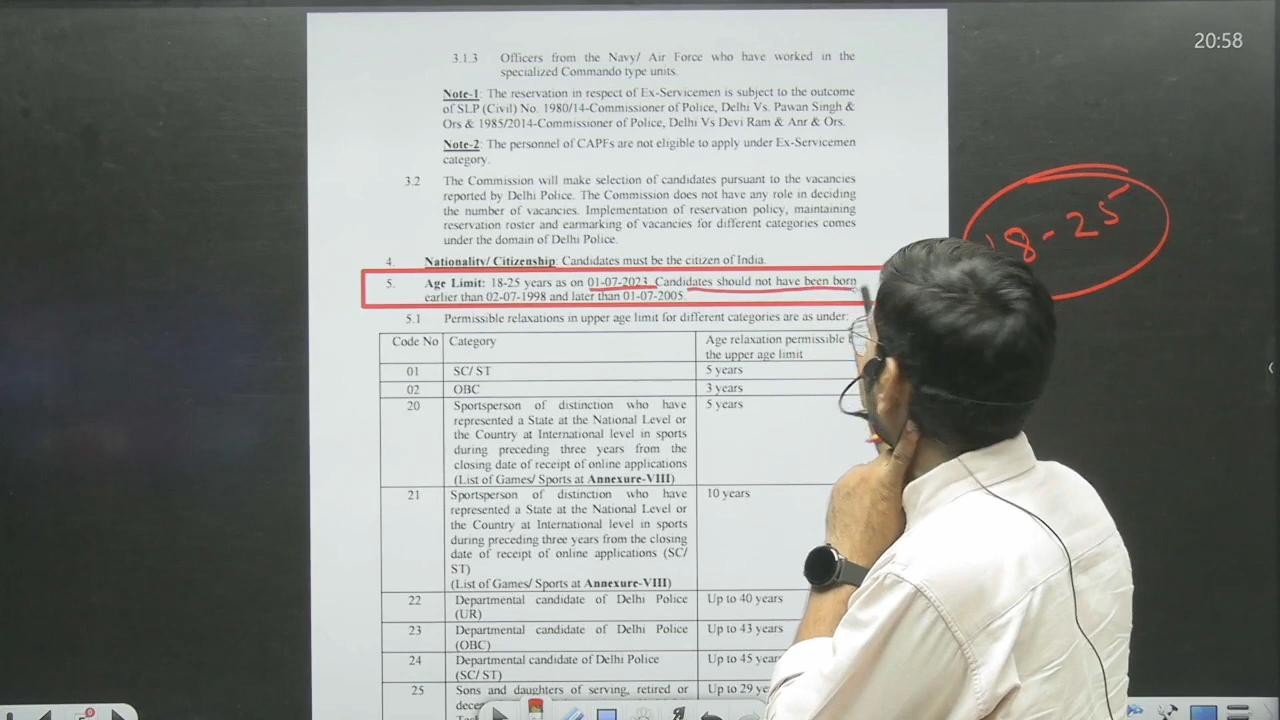 20:58
3.1.3 Officers from the Navy/ Air Force who have worked in the
specialized Commando type units.
Note-1: The reservation in respect of Ex-Servicemen is subject to the outcome
of SLP (Civil) No. 1980/14-Commissioner of Police, Delhi Vs. Pawan Singh &
Ors & 1985/2014-Commissioner of Police, Delhi Vs Devi Ram & Anr & Ors.
Note-2: The personnel of CAPFs are not eligible to apply under Ex-Servicemen
category.
3.2 The Commission will make selection of candidates pursuant to the vacancies
reported by Delhi Police. The Commission does not have any role in deciding
the number of vacancies. Implementation of reservation policy, maintaining
reservation roster and earmarking of vacancies for different categories comes
under the domain of Delhi Police.
18-25
4. Nationality/ Citizenship: Candidates must be the citizen of India.
5. Age Limit: 18-25 years as on 01-07-2023. Candidates should not have been born
earlier than 02-07-1998 and later than 01-07-2005.
5.1 Permissible relaxations in upper age limit for different categories are as under:
Code No Category Age relaxation permissible
the upper age limit
01 SC/ ST 5 years
02 OBC 3 years
20 Sportsperson of distinction who have 5 years
represented a State at the National Level or
the Country at International level in sports
during preceding three years from the
closing date of receipt of online applications
(List of Games/ Sports at Annexure-VIII)
21 Sportsperson of distinction who have 10 years
represented a State at the National Level or
the Country at International level in sports
during preceding three years from the closing
date of receipt of online applications (SC/
ST)
(List of Games/ Sports at Annexure-VIII)
22 Departmental candidate of Delhi Police Up to 40 years
(UR)
23 Departmental candidate of Delhi Police Up to 43 years
(OBC)
24 Departmental candidate of Delhi Police Up to 45
(SC/ ST)
25 Sons and daughters of serving, retired or Up to 29